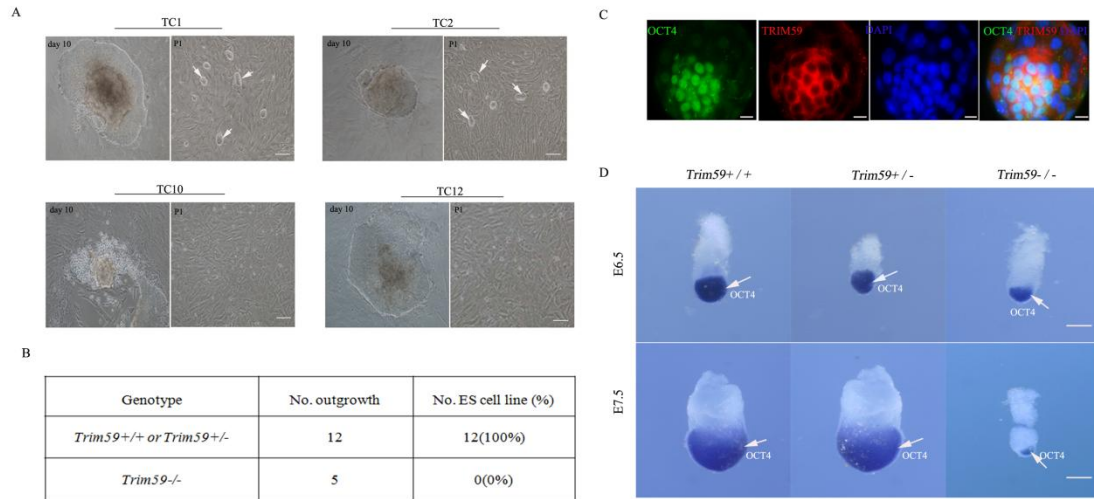 A
TC1
TC2
day 10
P1
day 10
P1
TC10
TC12
day 10
P1
day 10
P1
B
Genotype No. outgrowth No. ES cell line (%)
Trim59+/+ or Trim59+/- 12 12(100%)
Trim59-/- 5 0(0%)
C
OCT4 TRIM59 DAPI OCT4 TRIM59 DAPI
D
Trim59+/+ Trim59+/- Trim59-/-
E6.5
OCT4
OCT4
OCT4
E7.5
OCT4
OCT4
OCT4